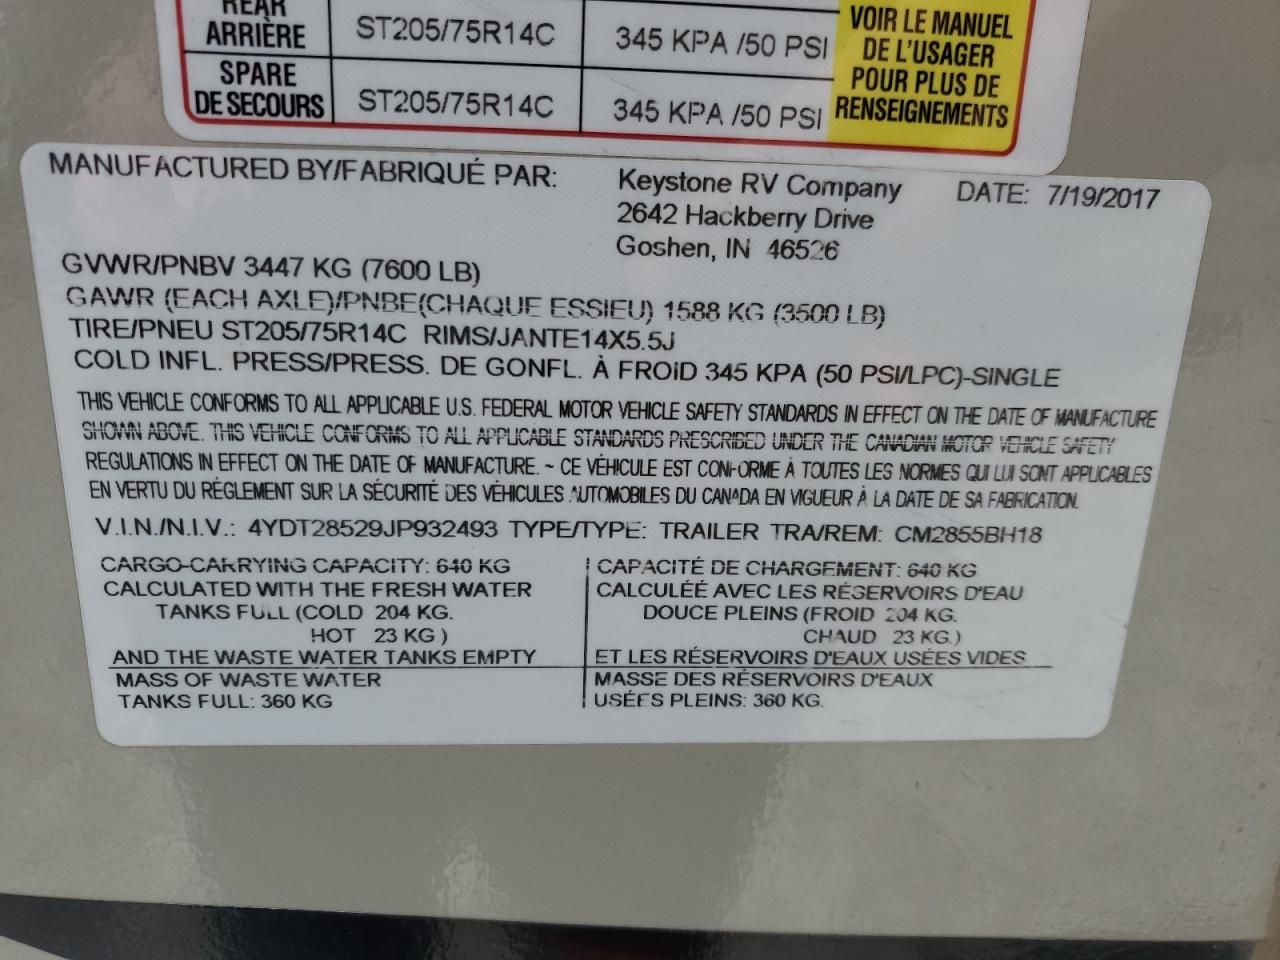 REAR
ARRIÈRE ST205/75R14C 345 KPA /50 PSI
SPARE
DE SECOURS ST205/75R14C 345 KPA /50 PSI
VOIR LE MANUEL
DE L'USAGER
POUR PLUS DE
RENSEIGNEMENTS
MANUFACTURED BY/FABRIQUÉ PAR: Keystone RV Company DATE: 7/19/2017
2642 Hackberry Drive
Goshen, IN 46526
GVWR/PNBV 3447 KG (7600 LB)
GAWR (EACH AXLE)/PNBE(CHAQUE ESSIEU) 1588 KG (3500 LB)
TIRE/PNEU ST205/75R14C RIMS/JANTE14X5.5J
COLD INFL. PRESS/PRESS. DE GONFL. À FROID 345 KPA (50 PSI/LPC)-SINGLE
THIS VEHICLE CONFORMS TO ALL APPLICABLE U.S. FEDERAL MOTOR VEHICLE SAFETY STANDARDS IN EFFECT ON THE DATE OF MANUFACTURE
SHOWN ABOVE. THIS VEHICLE CONFORMS TO ALL APPLICABLE STANDARDS PRESCRIBED UNDER THE CANADIAN MOTOR VEHICLE SAFETY
REGULATIONS IN EFFECT ON THE DATE OF MANUFACTURE. ~ CE VÉHICULE EST CONFORME À TOUTES LES NORMES QUI LUI SONT APPLICABLES
EN VERTU DU RÉGLEMENT SUR LA SÉCURITÉ DES VÉHICULES AUTOMOBILES DU CANADA EN VIGUEUR À LA DATE DE SA FABRICATION.
V.I.N./N.I.V.: 4YDT28529JP932493 TYPE/TYPE: TRAILER TRA/REM: CM2855BH18
CARGO-CARRYING CAPACITY: 640 KG
CALCULATED WITH THE FRESH WATER
TANKS FULL (COLD 204 KG.
HOT 23 KG )
AND THE WASTE WATER TANKS EMPTY
MASS OF WASTE WATER
TANKS FULL: 360 KG
CAPACITÉ DE CHARGEMENT: 640 KG
CALCULÉE AVEC LES RÉSERVOIRS D'EAU
DOUCE PLEINS (FROID 204 KG.
CHAUD 23 KG.)
ET LES RÉSERVOIRS D'EAUX USÉES VIDES
MASSE DES RÉSERVOIRS D'EAUX
USÉES PLEINS: 360 KG.